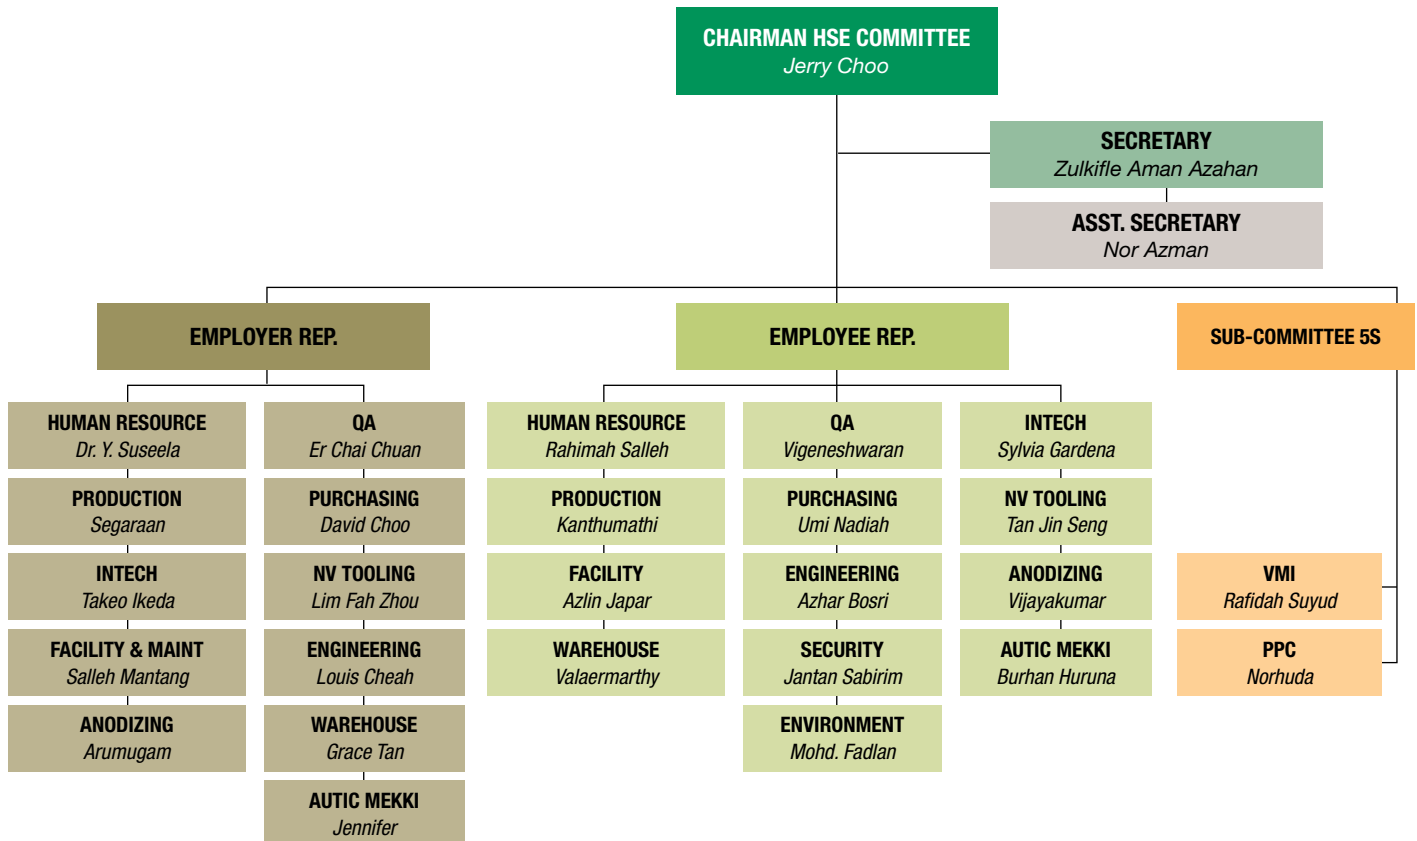 CHAIRMAN HSE COMMITTEE
Jerry Choo
SECRETARY
Zulkifle Aman Azahan
ASST. SECRETARY
Nor Azman
EMPLOYER REP.
EMPLOYEE REP.
SUB-COMMITTEE 5S
HUMAN RESOURCE
Dr. Y. Suseela
PRODUCTION
Segaraan
INTECH
Takeo Ikeda
FACILITY & MAINT
Salleh Mantang
ANODIZING
Arumugam
QA
Er Chai Chuan
PURCHASING
David Choo
NV TOOLING
Lim Fah Zhou
ENGINEERING
Louis Cheah
WAREHOUSE
Grace Tan
AUTIC MEKKI
Jennifer
HUMAN RESOURCE
Rahimah Salleh
PRODUCTION
Kanthumathi
FACILITY
Azlin Japar
WAREHOUSE
Valaermarthy
QA
Vigeneshwaran
PURCHASING
Umi Nadiah
ENGINEERING
Azhar Bosri
SECURITY
Jantan Sabirim
ENVIRONMENT
Mohd. Fadlan
INTECH
Sylvia Gardena
NV TOOLING
Tan Jin Seng
ANODIZING
Vijayakumar
AUTIC MEKKI
Burhan Huruna
VMI
Rafidah Suyud
PPC
Norhuda